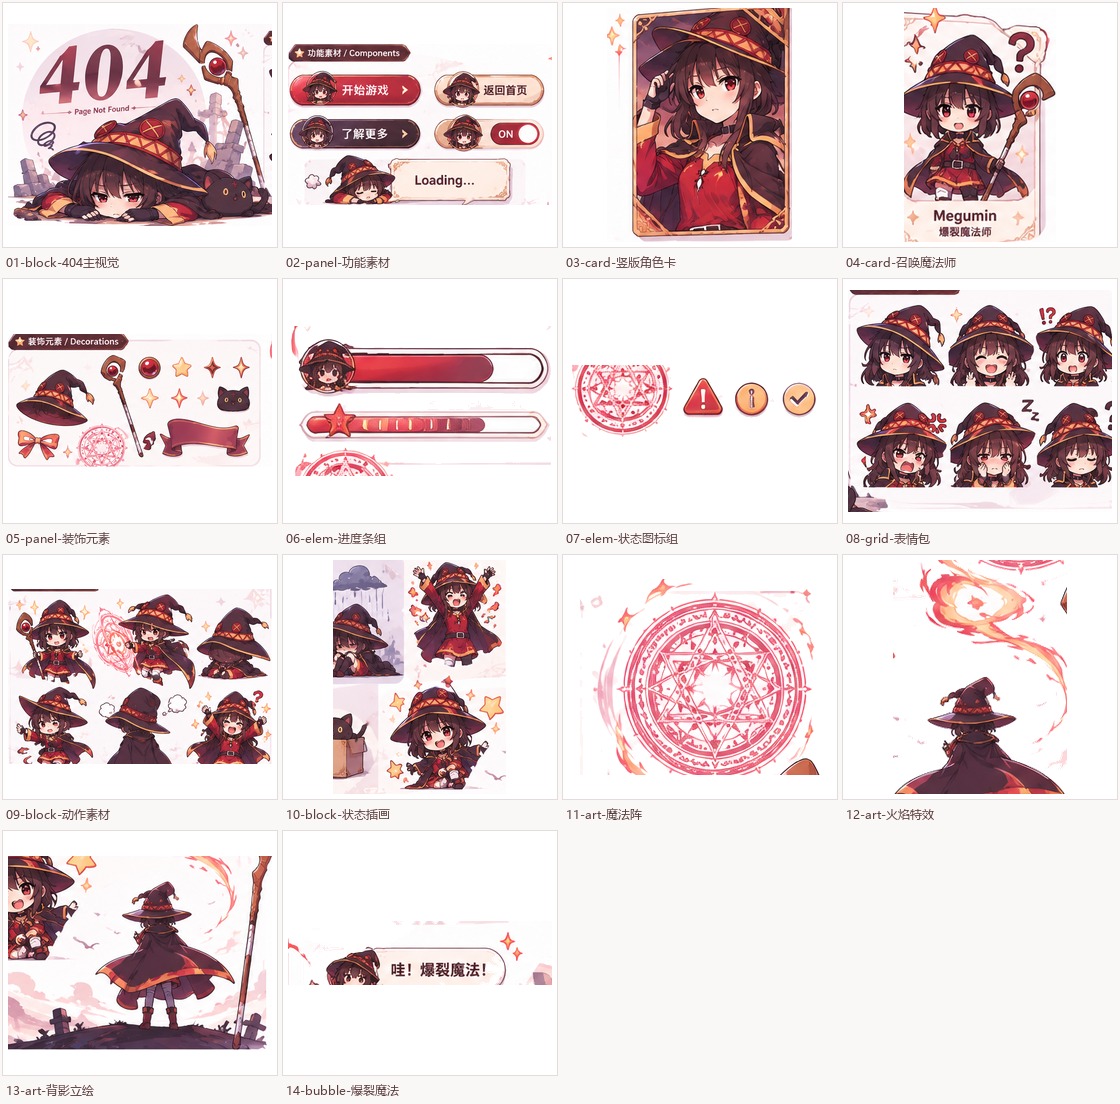 404
Page Not Found
01-block-404主视觉
功能素材 / Components
开始游戏
返回首页
了解更多
ON
Loading...
02-panel-功能素材
03-card-竖版角色卡
?
Megumin
爆裂魔法师
04-card-召唤魔法师
装饰元素 / Decorations
05-panel-装饰元素
06-elem-进度条组
!
i
07-elem-状态图标组
!?
Zz
08-grid-表情包
?
09-block-动作素材
10-block-状态插画
11-art-魔法阵
12-art-火焰特效
13-art-背影立绘
哇！爆裂魔法！
14-bubble-爆裂魔法